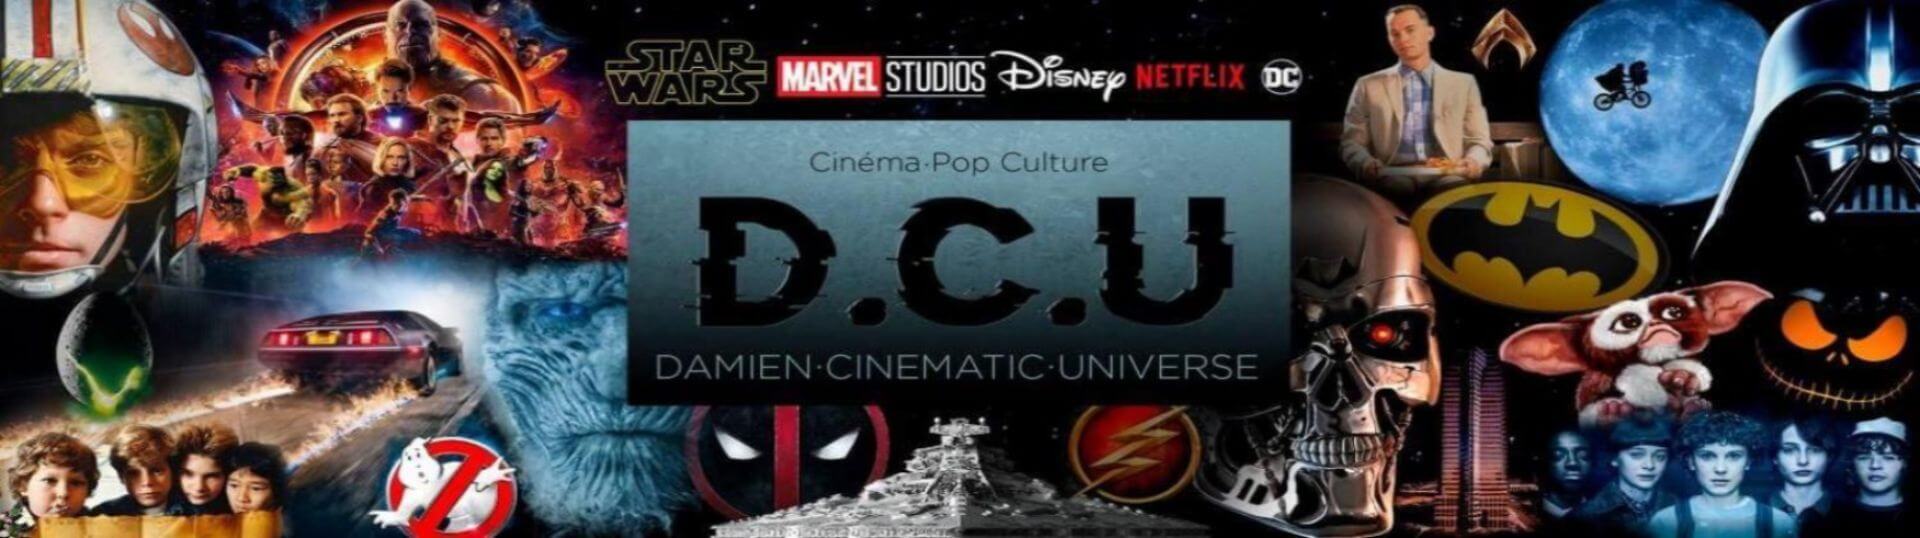 STAR WARS MARVEL STUDIOS Disney NETFLIX DC
Cinéma·Pop Culture
D.C.U
DAMIEN·CINEMATIC·UNIVERSE